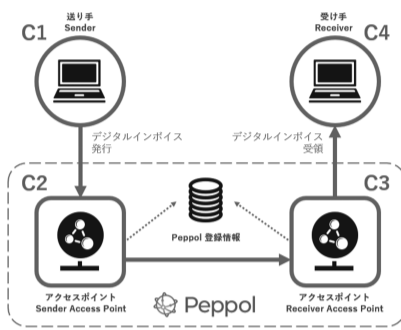 送り手
Sender
C1
受け手
Receiver
C4
デジタルインボイス
発行
デジタルインボイス
受領
C2
C3
Peppol 登録情報
アクセスポイント
Sender Access Point
Peppol
アクセスポイント
Receiver Access Point